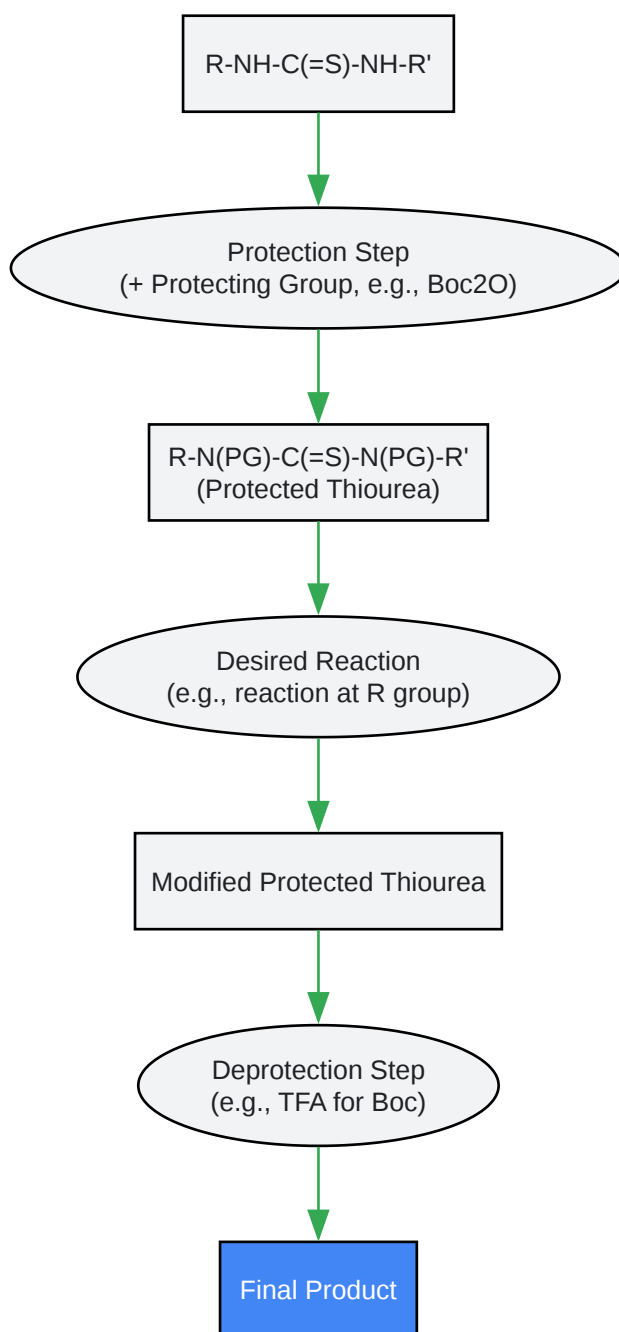 R-NH-C(=S)-NH-R'
Protection Step
(+ Protecting Group, e.g., Boc2O)
R-N(PG)-C(=S)-N(PG)-R'
(Protected Thiourea)
Desired Reaction
(e.g., reaction at R group)
Modified Protected Thiourea
Deprotection Step
(e.g., TFA for Boc)
Final Product